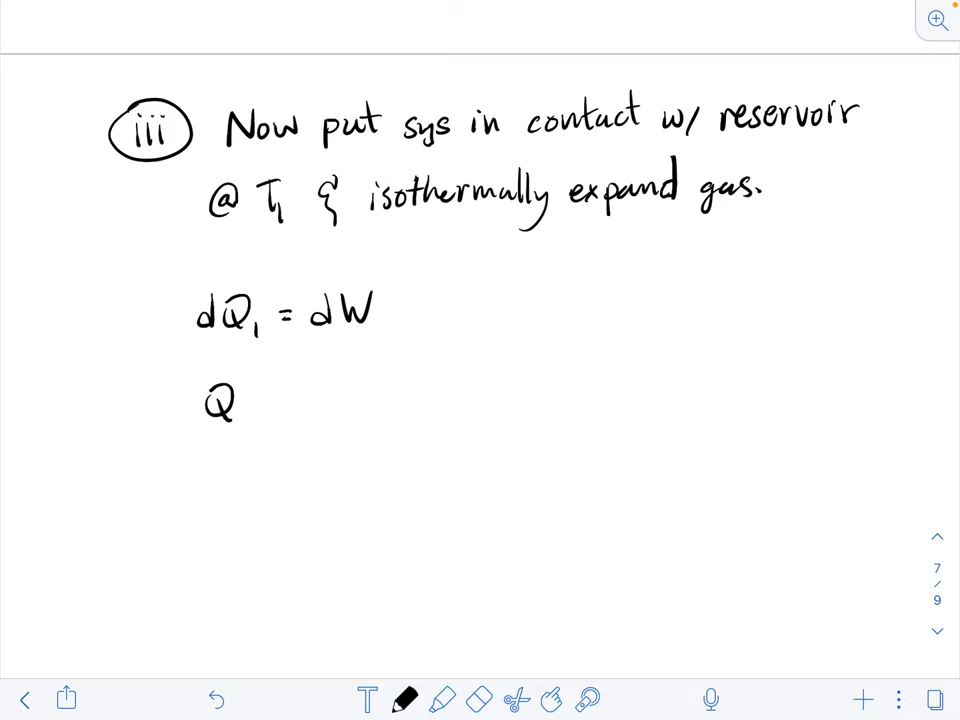 iii Now put sys in contact w/ reservoir
@ T₁ & isothermally expand gas.
dQ₁ = dW
Q
T
7
/
9